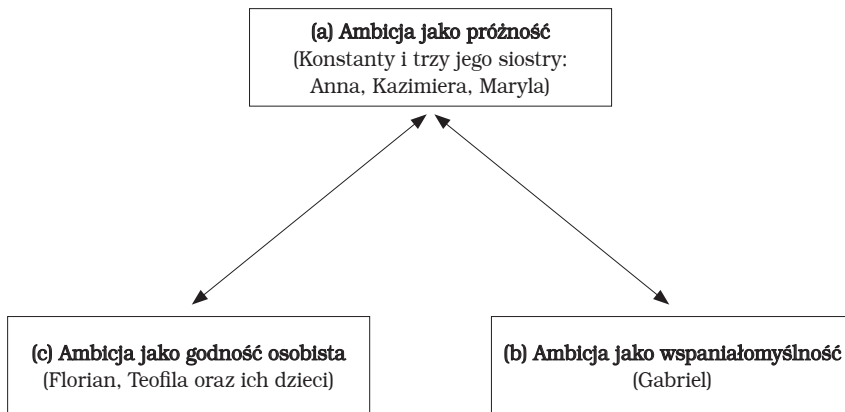 (a) Ambicja jako próżność
(Konstanty i trzy jego siostry:
Anna, Kazimiera, Maryla)
(c) Ambicja jako godność osobista
(Florian, Teofila oraz ich dzieci)
(b) Ambicja jako wspaniałomyślność
(Gabriel)